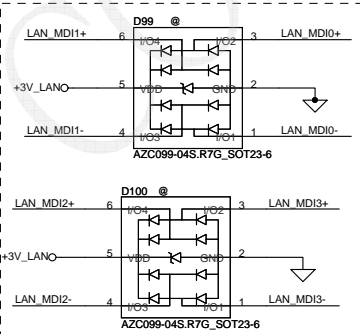 D99 @
LAN_MDI1+ 6 I/O4 I/O2 3 LAN_MDI0+
+3V_LAN 5 VDD GND 2
LAN_MDI1- 4 I/O3 I/O1 1 LAN_MDI0-
AZC099-04S.R7G_SOT23-6
D100 @
LAN_MDI2+ 6 I/O4 I/O2 3 LAN_MDI3+
+3V_LAN 5 VDD GND 2
LAN_MDI2- 4 I/O3 I/O1 1 LAN_MDI3-
AZC099-04S.R7G_SOT23-6